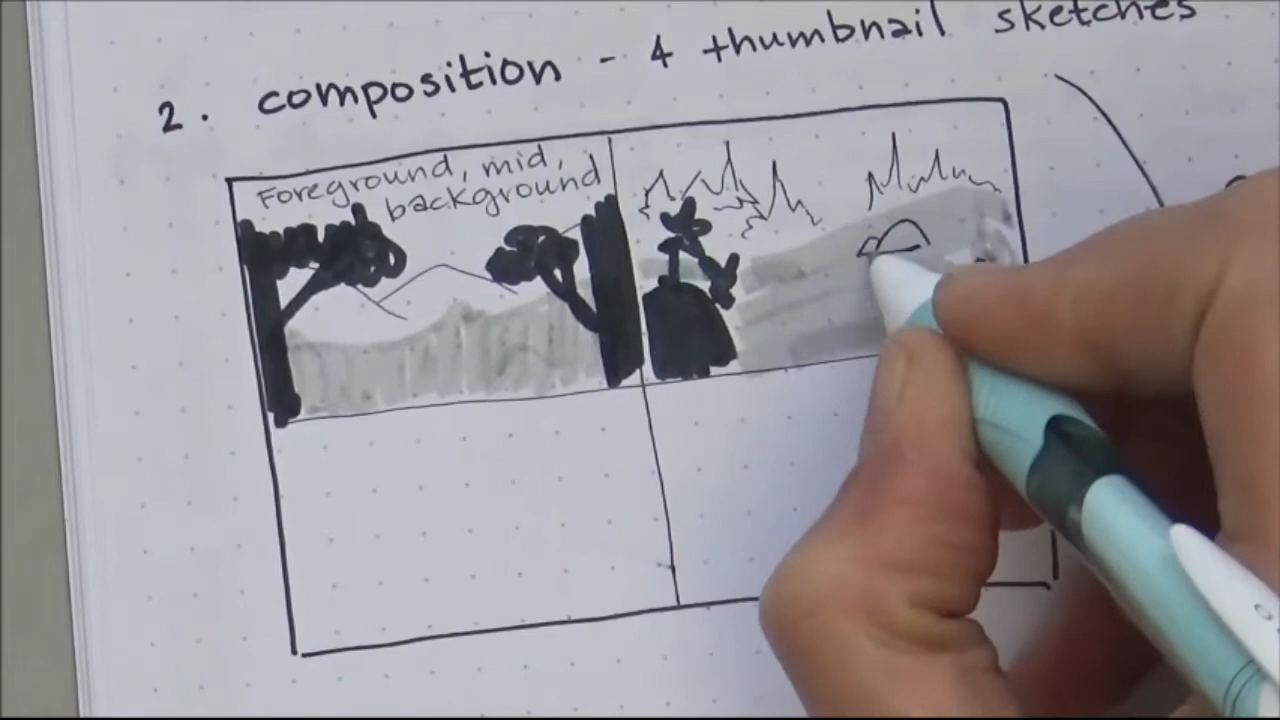 2. composition - 4 thumbnail sketches
Foreground, mid,
background